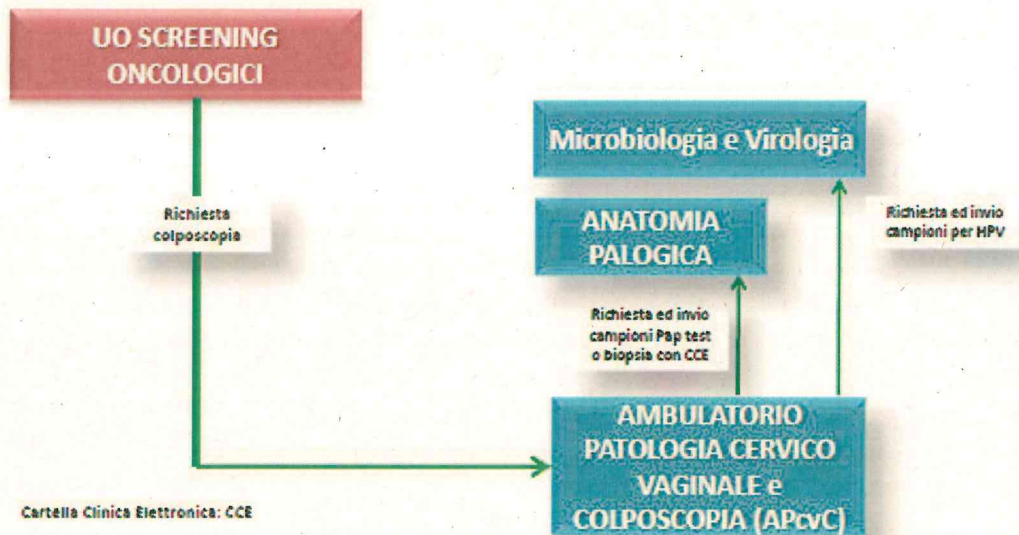 UO SCREENING
ONCOLOGICI
Microbiologia e Virologia
Richiesta
colposcopia
ANATOMIA
PALOGICA
Richiesta ed invio
campioni per HPV
Richiesta ed invio
campioni Pap test
o biopsia con CCE
AMBULATORIO
PATOLOGIA CERVICO
VAGINALE e
COLPOSCOPIA (APcvC)
Cartella Clinica Elettronica: CCE